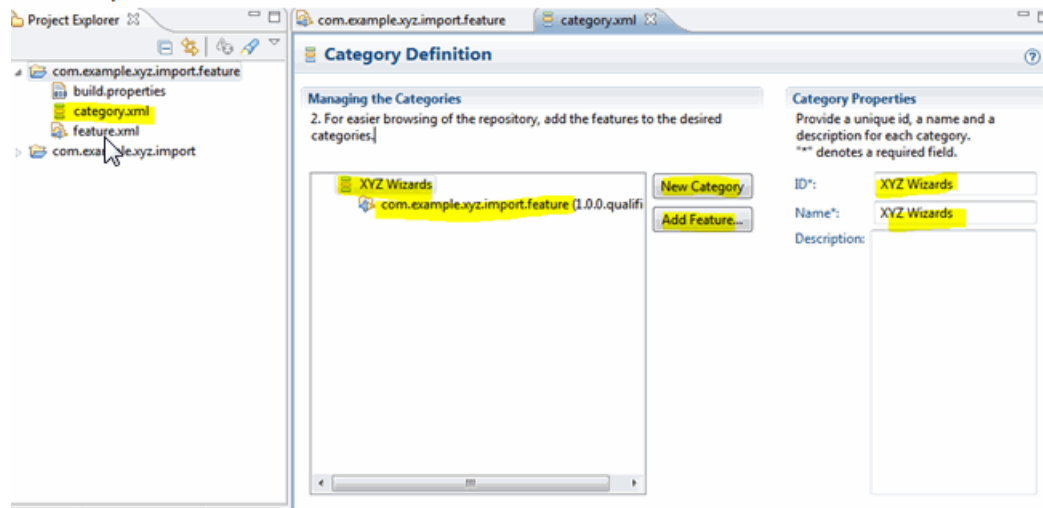 Project Explorer
com.example.xyz.import.feature
build.properties
category.xml
feature.xml
com.example.xyz.import
com.example.xyz.import.feature
category.xml
Category Definition
Managing the Categories
2. For easier browsing of the repository, add the features to the desired
categories.
XYZ Wizards
com.example.xyz.import.feature (1.0.0.qualifi
New Category
Add Feature...
Category Properties
Provide a unique id, a name and a
description for each category.
"*" denotes a required field.
ID*:
XYZ Wizards
Name*:
XYZ Wizards
Description: